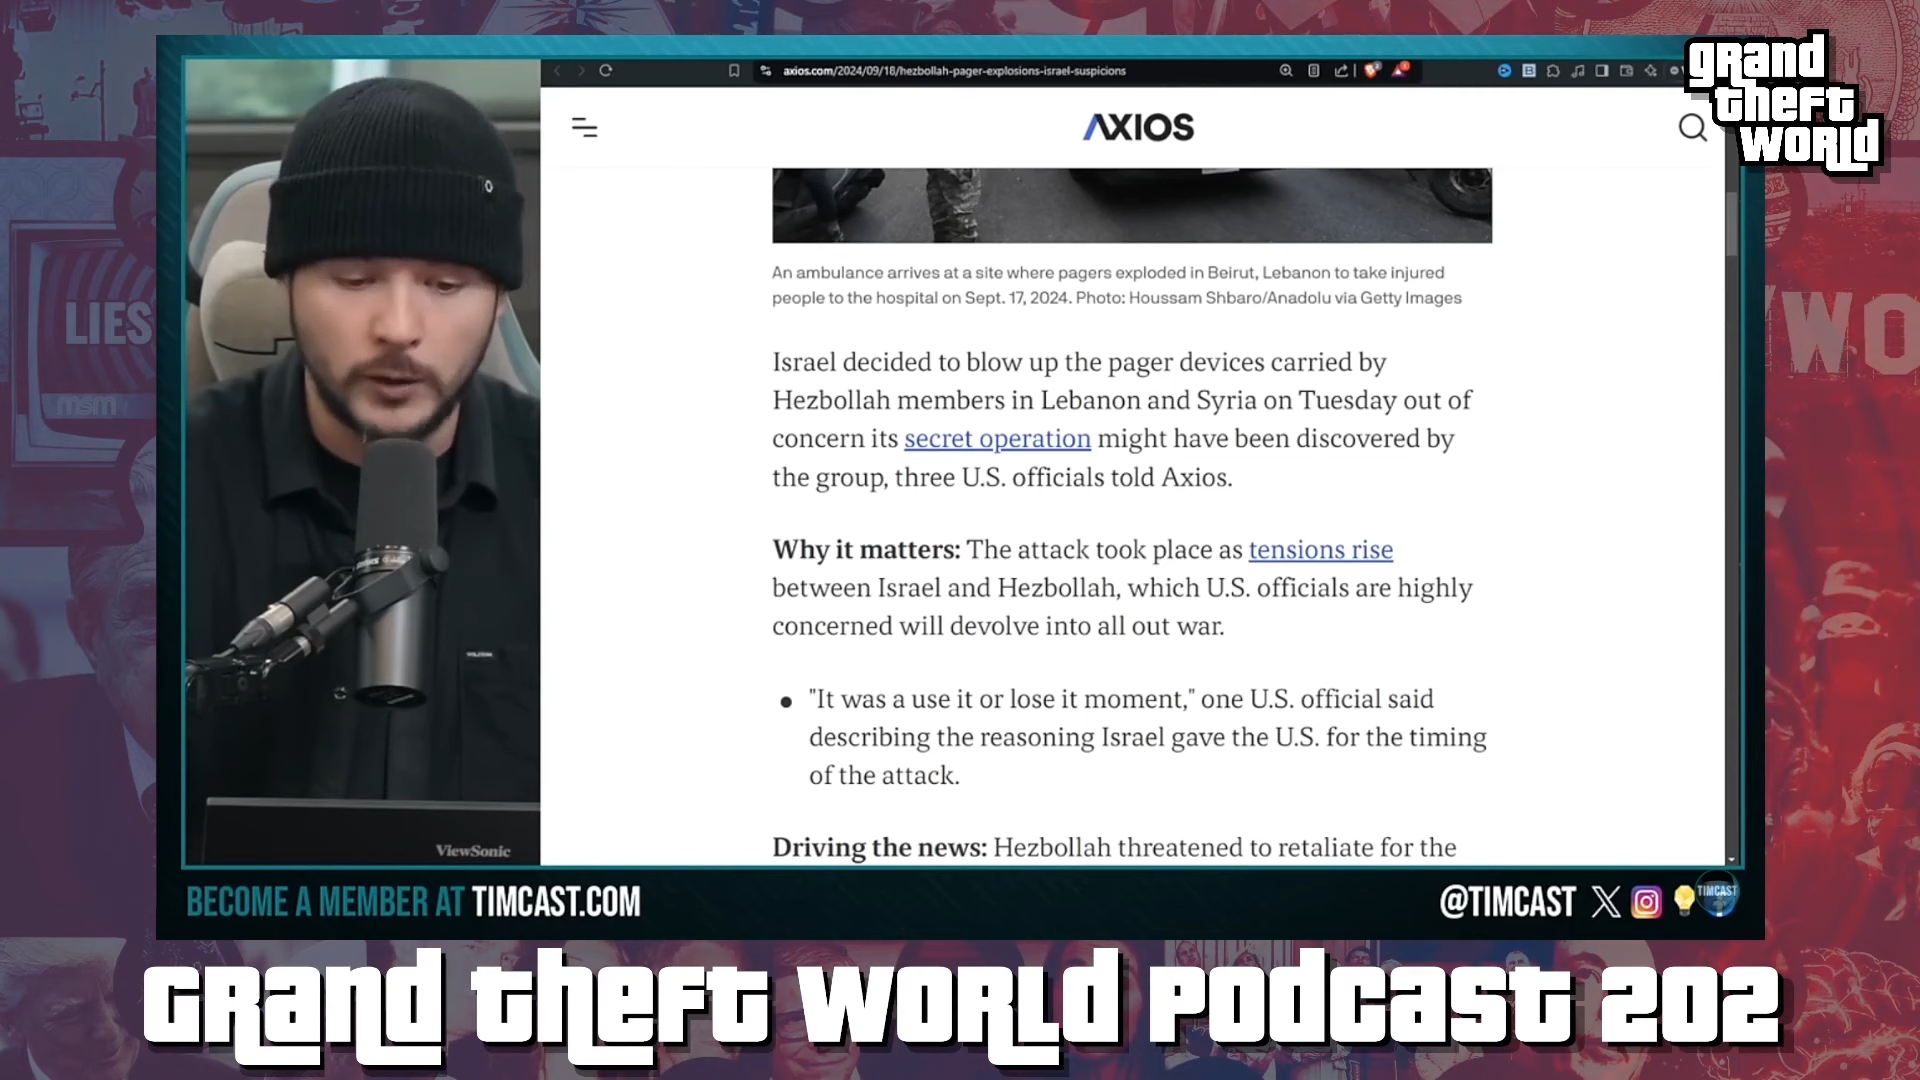 axios.com/2024/09/18/hezbollah-pager-explosions-israel-suspicions
grand
theft
world
AXIOS
An ambulance arrives at a site where pagers exploded in Beirut, Lebanon to take injured
people to the hospital on Sept. 17, 2024. Photo: Houssam Shbaro/Anadolu via Getty Images
Israel decided to blow up the pager devices carried by
Hezbollah members in Lebanon and Syria on Tuesday out of
concern its secret operation might have been discovered by
the group, three U.S. officials told Axios.
Why it matters: The attack took place as tensions rise
between Israel and Hezbollah, which U.S. officials are highly
concerned will devolve into all out war.
• "It was a use it or lose it moment," one U.S. official said
describing the reasoning Israel gave the U.S. for the timing
of the attack.
Driving the news: Hezbollah threatened to retaliate for the
LIES
msm
WO
ViewSonic
BECOME A MEMBER AT TIMCAST.COM
@TIMCAST
TIMCAST
Grand theft World Podcast 202